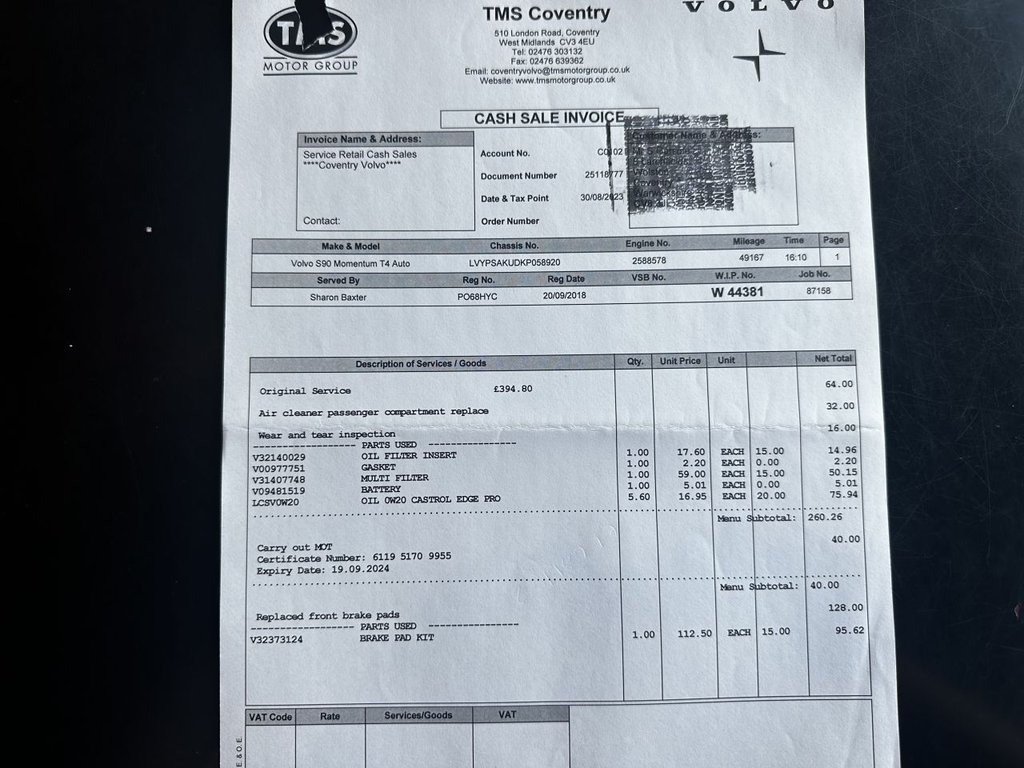 TMS
MOTOR GROUP
TMS Coventry
510 London Road, Coventry
West Midlands CV3 4EU
Tel: 02476 303132
Fax: 02476 639362
Email: coventryvolvo@tmsmotorgroup.co.uk
Website: www.tmsmotorgroup.co.uk
VOLVO
CASH SALE INVOICE
Invoice Name & Address:
Service Retail Cash Sales
****Coventry Volvo****
Contact:
Account No.
Document Number 25118777
Date & Tax Point 30/08/2023
Order Number
Customer Name & Address:
Make & Model Chassis No. Engine No. Mileage Time Page
Volvo S90 Momentum T4 Auto LVYPSAKUDKP058920 2588578 49167 16:10 1
Served By Reg No. Reg Date VSB No. W.I.P. No. Job No.
Sharon Baxter PO68HYC 20/09/2018 W 44381 87158
Description of Services / Goods Qty. Unit Price Unit Net Total
Original Service £394.80 64.00
Air cleaner passenger compartment replace 32.00
Wear and tear inspection 16.00
------------------- PARTS USED ----------------
V32140029 OIL FILTER INSERT 1.00 17.60 EACH 15.00 14.96
V00977751 GASKET 1.00 2.20 EACH 0.00 2.20
V31407748 MULTI FILTER 1.00 59.00 EACH 15.00 50.15
V09481519 BATTERY 1.00 5.01 EACH 0.00 5.01
LCSV0W20 OIL 0W20 CASTROL EDGE PRO 5.60 16.95 EACH 20.00 75.94
Menu Subtotal: 260.26
Carry out MOT 40.00
Certificate Number: 6119 5170 9955
Expiry Date: 19.09.2024
Menu Subtotal: 40.00
Replaced front brake pads 128.00
------------------- PARTS USED ----------------
V32373124 BRAKE PAD KIT 1.00 112.50 EACH 15.00 95.62
VAT Code Rate Services/Goods VAT
E. & O. E.